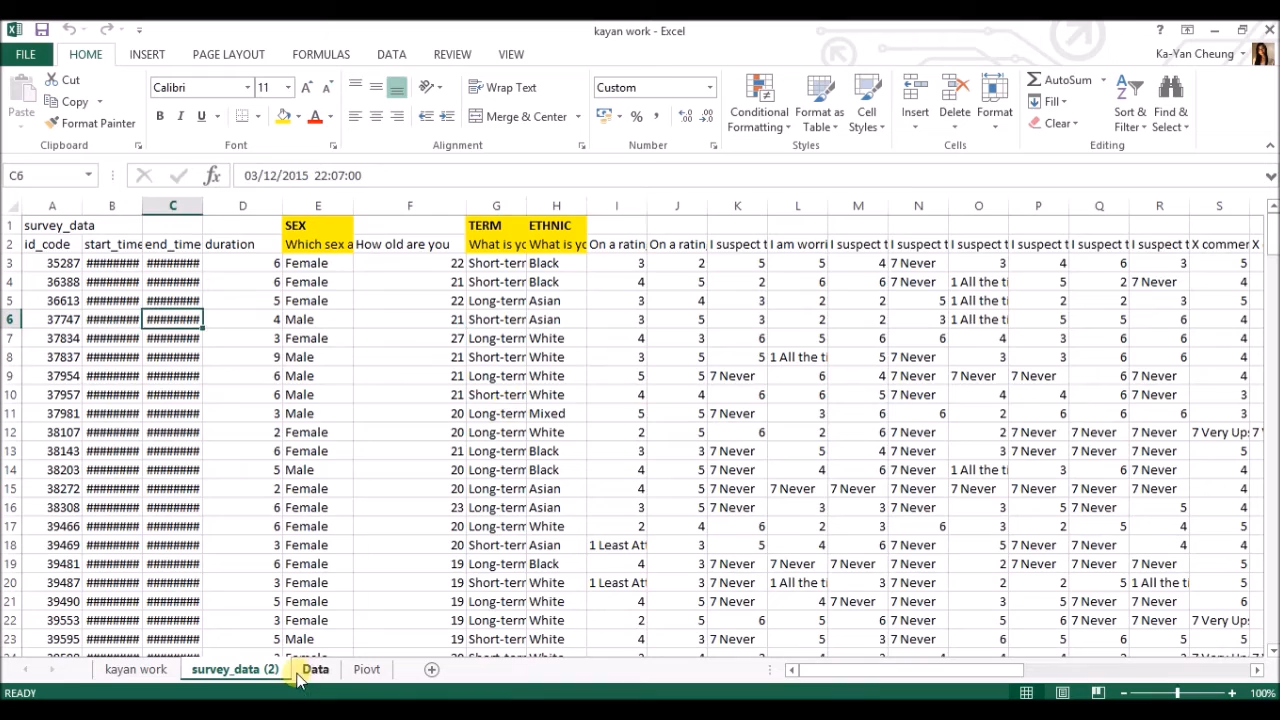 kayan work - Excel
FILE HOME INSERT PAGE LAYOUT FORMULAS DATA REVIEW VIEW Ka-Yan Cheung
Cut
Copy
Format Painter
Paste
Calibri 11
Wrap Text
Merge & Center
Custom
Conditional Formatting
Format as Table
Cell Styles
Insert
Delete
Format
AutoSum
Fill
Clear
Sort & Filter
Find & Select
Clipboard Font Alignment Number Styles Cells Editing
C6 fx 03/12/2015 22:07:00
A B C D E F G H I J K L M N O P Q R S
1 survey_data SEX TERM ETHNIC
2 id_code start_time end_time duration Which sex a How old are you What is yo What is yo On a ratin On a ratin I suspect t I am worri I suspect t I suspect t I suspect t I suspect t I suspect t I suspect t X comme X
3 35287 ######## ######## 6 Female 22 Short-terr Black 3 2 5 5 4 7 Never 3 4 6 3 5
4 36388 ######## ######## 6 Female 21 Short-terr Black 4 5 2 6 6 7 Never 1 All the ti 5 2 7 Never 4
5 36613 ######## ######## 5 Female 22 Long-term Asian 3 4 3 2 2 5 1 All the ti 2 2 3 5
6 37747 ######## ######## 4 Male 21 Short-terr Asian 3 5 3 2 2 3 1 All the ti 5 5 6 4
7 37834 ######## ######## 3 Female 27 Long-term White 4 3 6 5 6 6 4 3 6 6 4
8 37837 ######## ######## 9 Male 21 Short-terr White 3 5 5 1 All the ti 5 7 Never 3 3 6 6 4
9 37954 ######## ######## 6 Male 21 Long-term White 5 5 7 Never 6 4 7 Never 7 Never 7 Never 6 7 Never 4
10 37957 ######## ######## 6 Male 21 Short-terr White 4 4 6 6 5 7 Never 4 4 6 7 Never 3
11 37981 ######## ######## 3 Male 20 Long-term Mixed 5 5 7 Never 3 6 6 2 6 6 6 3
12 38107 ######## ######## 2 Female 20 Long-term White 2 5 6 2 6 7 Never 2 7 Never 7 Never 7 Never 7 Very Ups 7
13 38143 ######## ######## 6 Female 20 Long-term Black 3 3 7 Never 5 4 7 Never 3 7 Never 6 7 Never 4
14 38203 ######## ######## 5 Male 20 Long-term Black 4 5 7 Never 4 6 7 Never 1 All the ti 3 6 7 Never 4
15 38272 ######## ######## 2 Female 20 Long-term Asian 4 5 7 Never 7 Never 7 Never 7 Never 7 Never 7 Never 7 Never 7 Never 4
16 38308 ######## ######## 6 Female 23 Short-terr Asian 3 5 7 Never 3 3 7 Never 3 5 7 Never 5 4
17 39466 ######## ######## 6 Female 20 Long-term White 2 4 6 2 3 6 3 2 5 4 5
18 39469 ######## ######## 3 Female 20 Short-terr Asian 1 Least Att 3 5 4 6 7 Never 5 7 Never 7 Never 4 4
19 39481 ######## ######## 5 Female 19 Long-term Black 4 3 7 Never 7 Never 7 Never 7 Never 2 7 Never 7 Never 7 Never 4
20 39487 ######## ######## 3 Female 19 Short-terr White 1 Least Att 3 7 Never 1 All the ti 3 7 Never 2 2 5 1 All the ti 5
21 39490 ######## ######## 5 Female 19 Long-term White 4 5 7 Never 4 7 Never 7 Never 3 5 7 Never 7 Never 6
22 39553 ######## ######## 3 Female 19 Long-term White 2 5 6 5 6 7 Never 4 6 7 Never 7 Never 7 Very Ups
23 39595 ######## ######## 5 Male 19 Short-terr White 4 3 7 Never 5 5 7 Never 6 5 6 5 5
kayan work survey_data (2) Data Piovt
READY 100%